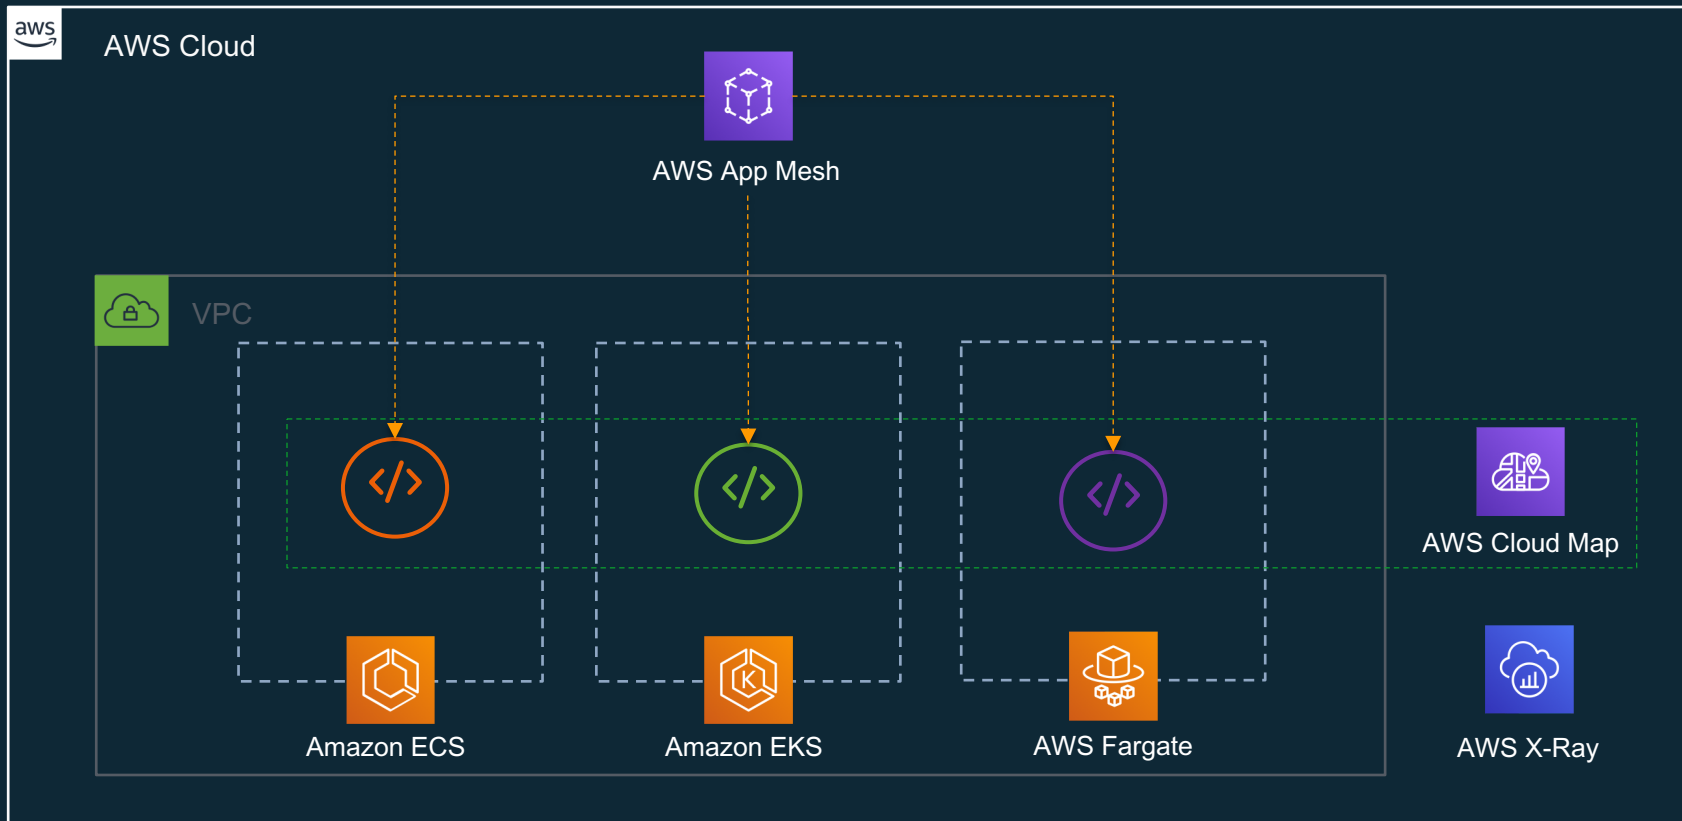 aws
AWS Cloud
AWS App Mesh
VPC
AWS Cloud Map
K
Amazon ECS
Amazon EKS
AWS Fargate
AWS X-Ray